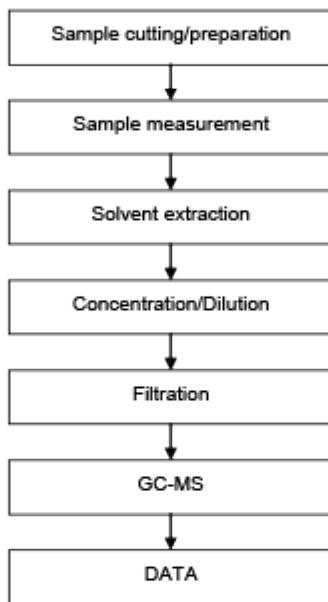 Sample cutting/preparation
Sample measurement
Solvent extraction
Concentration/Dilution
Filtration
GC-MS
DATA